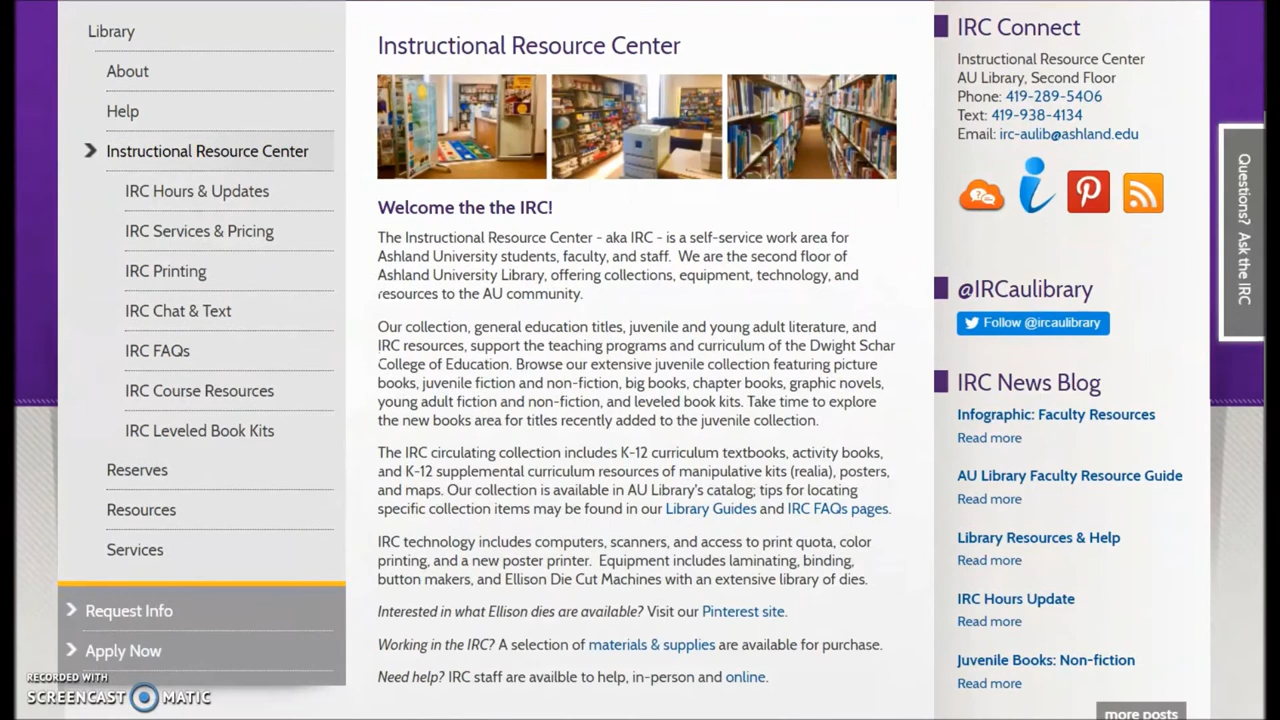 Library
About
Help
Instructional Resource Center
IRC Hours & Updates
IRC Services & Pricing
IRC Printing
IRC Chat & Text
IRC FAQs
IRC Course Resources
IRC Leveled Book Kits
Reserves
Resources
Services
Request Info
Apply Now
RECORDED WITH
SCREENCAST MATIC
Instructional Resource Center
Welcome the the IRC!
The Instructional Resource Center - aka IRC - is a self-service work area for
Ashland University students, faculty, and staff. We are the second floor of
Ashland University Library, offering collections, equipment, technology, and
resources to the AU community.
Our collection, general education titles, juvenile and young adult literature, and
IRC resources, support the teaching programs and curriculum of the Dwight Schar
College of Education. Browse our extensive juvenile collection featuring picture
books, juvenile fiction and non-fiction, big books, chapter books, graphic novels,
young adult fiction and non-fiction, and leveled book kits. Take time to explore
the new books area for titles recently added to the juvenile collection.
The IRC circulating collection includes K-12 curriculum textbooks, activity books,
and K-12 supplemental curriculum resources of manipulative kits (realia), posters,
and maps. Our collection is available in AU Library's catalog; tips for locating
specific collection items may be found in our Library Guides and IRC FAQs pages.
IRC technology includes computers, scanners, and access to print quota, color
printing, and a new poster printer. Equipment includes laminating, binding,
button makers, and Ellison Die Cut Machines with an extensive library of dies.
Interested in what Ellison dies are available? Visit our Pinterest site.
Working in the IRC? A selection of materials & supplies are available for purchase.
Need help? IRC staff are availble to help, in-person and online.
IRC Connect
Instructional Resource Center
AU Library, Second Floor
Phone: 419-289-5406
Text: 419-938-4134
Email: irc-aulib@ashland.edu
@IRCaulibrary
Follow @ircaulibrary
IRC News Blog
Infographic: Faculty Resources
Read more
AU Library Faculty Resource Guide
Read more
Library Resources & Help
Read more
IRC Hours Update
Read more
Juvenile Books: Non-fiction
Read more
more posts
Questions? Ask the IRC